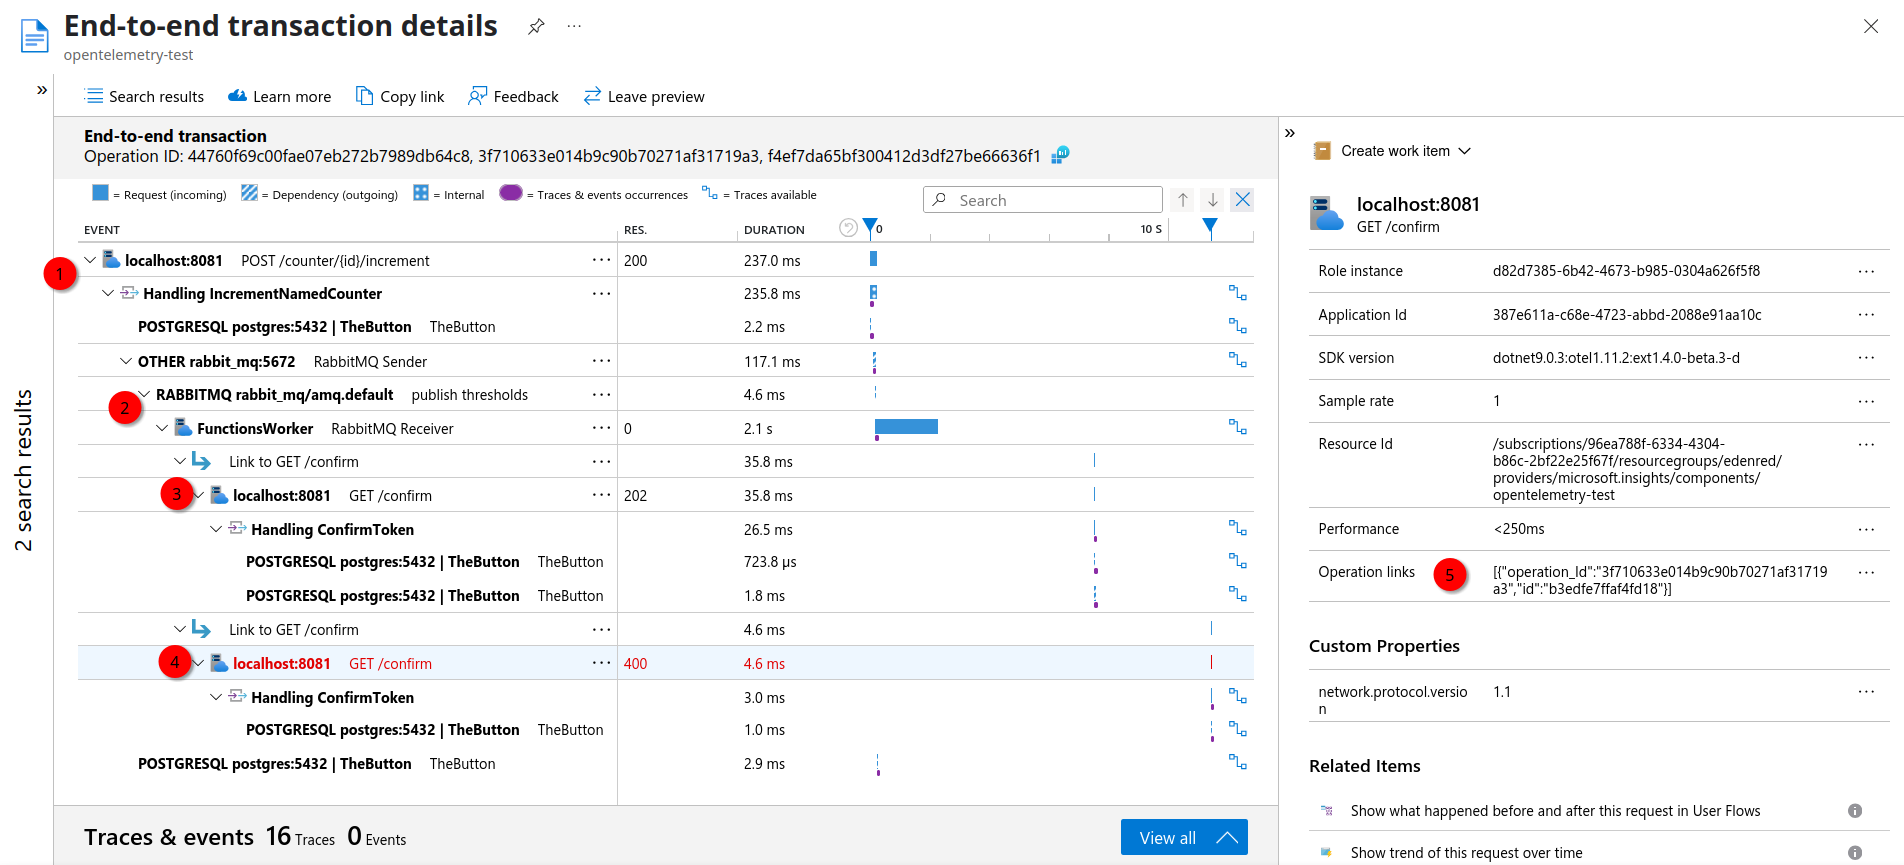 End-to-end transaction details
opentelemetry-test
Search results
Learn more
Copy link
Feedback
Leave preview
2 search results
End-to-end transaction
Operation ID: 44760f69c00fae07eb272b7989db64c8, 3f710633e014b9c90b70271af31719a3, f4ef7da65bf300412d3df27be66636f1
= Request (incoming) = Dependency (outgoing) = Internal = Traces & events occurrences = Traces available
Search
EVENT RES. DURATION 0 10 S
1
localhost:8081 POST /counter/{id}/increment ... 200 237.0 ms
Handling IncrementNamedCounter ... 235.8 ms
POSTGRESQL postgres:5432 | TheButton TheButton 2.2 ms
OTHER rabbit_mq:5672 RabbitMQ Sender ... 117.1 ms
2
RABBITMQ rabbit_mq/amq.default publish thresholds ... 4.6 ms
FunctionsWorker RabbitMQ Receiver ... 0 2.1 s
Link to GET /confirm ... 35.8 ms
3
localhost:8081 GET /confirm ... 202 35.8 ms
Handling ConfirmToken 26.5 ms
POSTGRESQL postgres:5432 | TheButton TheButton 723.8 µs
POSTGRESQL postgres:5432 | TheButton TheButton 1.8 ms
Link to GET /confirm ... 4.6 ms
4
localhost:8081 GET /confirm ... 400 4.6 ms
Handling ConfirmToken 3.0 ms
POSTGRESQL postgres:5432 | TheButton TheButton 1.0 ms
POSTGRESQL postgres:5432 | TheButton TheButton 2.9 ms
Traces & events 16 Traces 0 Events
View all
Create work item
localhost:8081
GET /confirm
Role instance d82d7385-6b42-4673-b985-0304a626f5f8 ...
Application Id 387e611a-c68e-4723-abbd-2088e91aa10c ...
SDK version dotnet9.0.3:otel1.11.2:ext1.4.0-beta.3-d ...
Sample rate 1 ...
Resource Id /subscriptions/96ea788f-6334-4304- ...
b86c-2bf22e25f67f/resourcegroups/edenred/
providers/microsoft.insights/components/
opentelemetry-test
Performance <250ms ...
Operation links 5 [{"operation_Id":"3f710633e014b9c90b70271af31719 ...
a3","id":"b3edfe7ffaf4fd18"}]
Custom Properties
network.protocol.versio 1.1 ...
n
Related Items
Show what happened before and after this request in User Flows
Show trend of this request over time